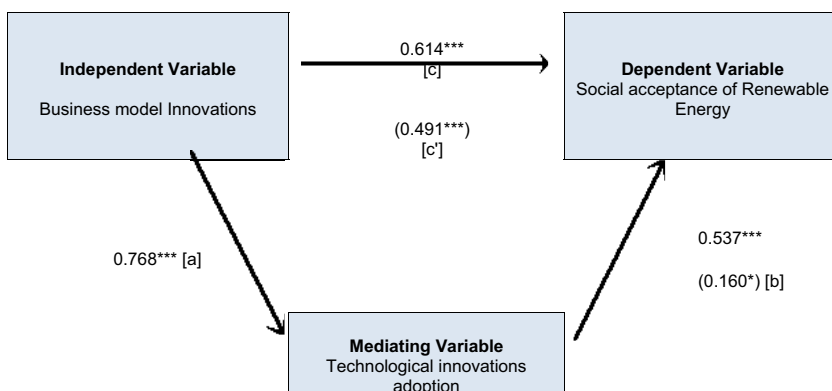 Independent Variable
Business model Innovations
0.614***
[c]
(0.491***)
[c']
Dependent Variable
Social acceptance of Renewable
Energy
0.768*** [a]
0.537***
(0.160*) [b]
Mediating Variable
Technological innovations
adoption